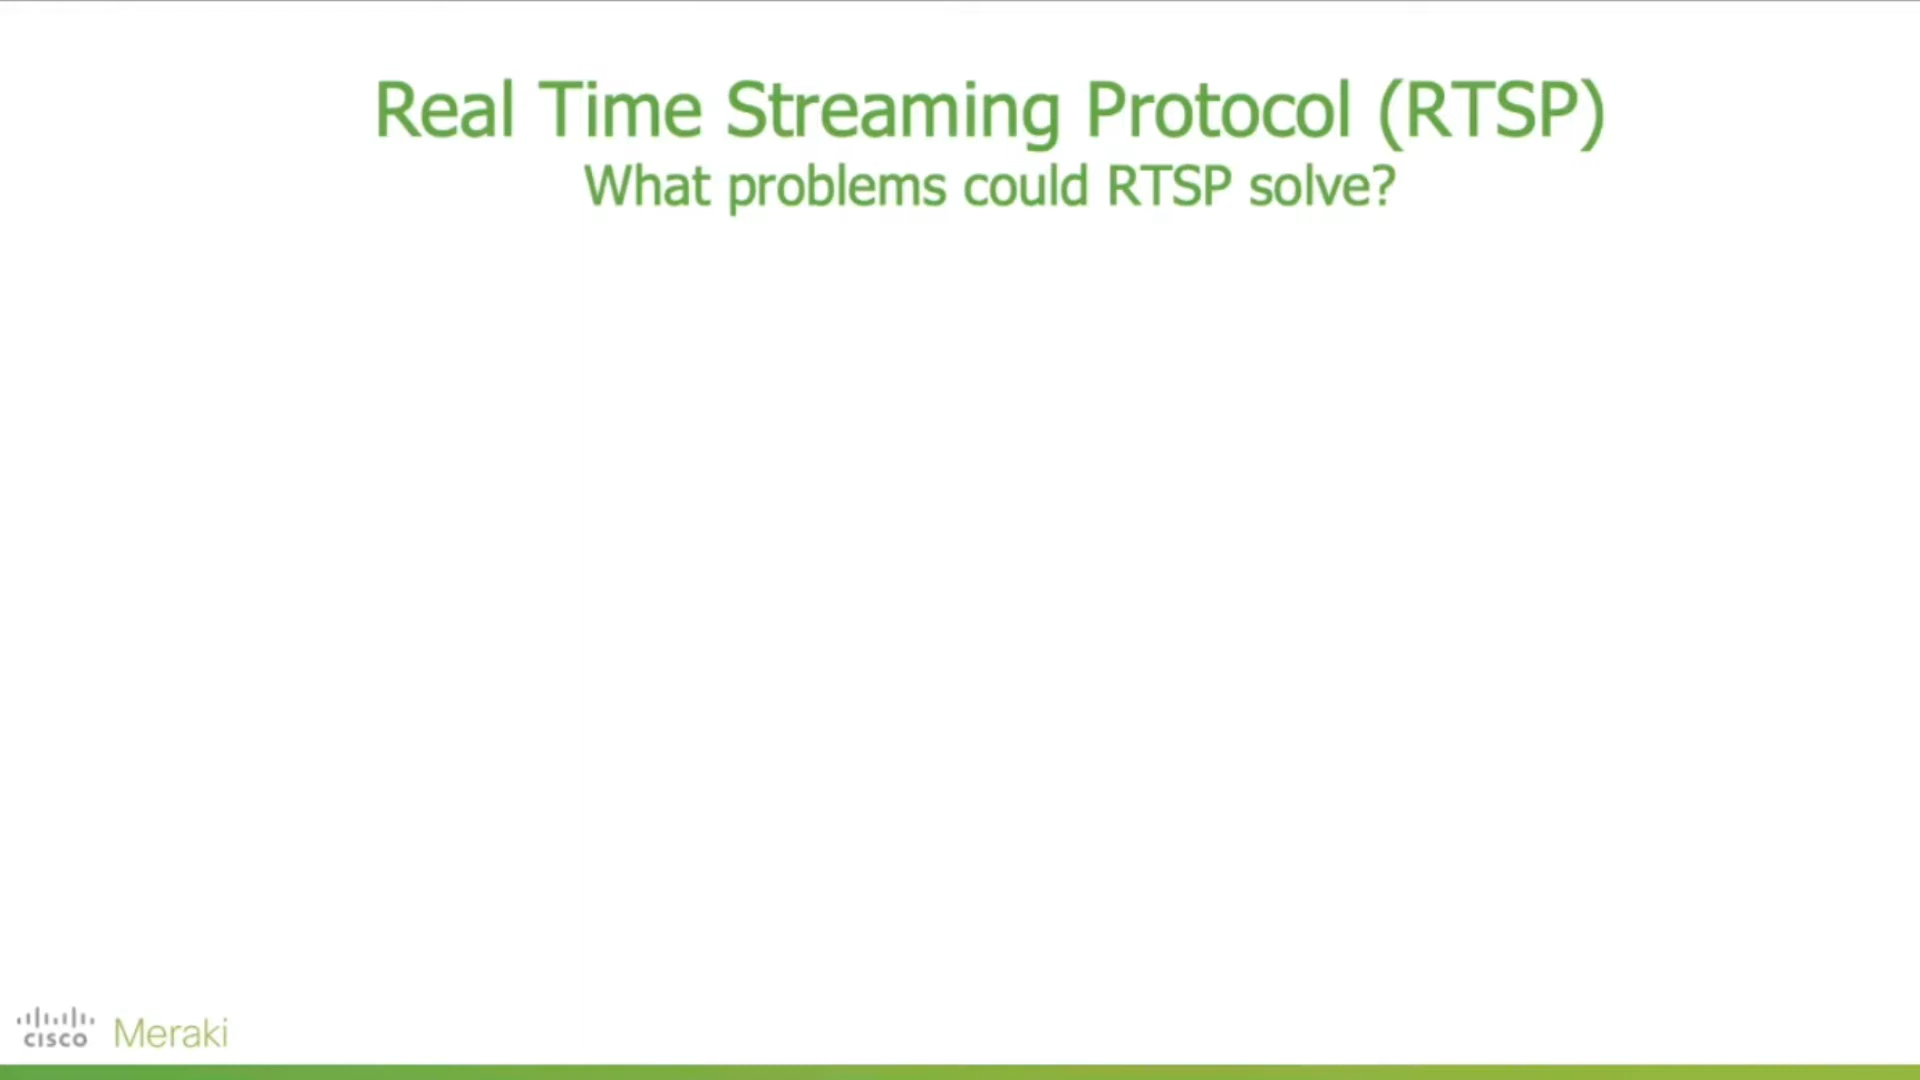 Real Time Streaming Protocol (RTSP)
What problems could RTSP solve?
CISCO Meraki